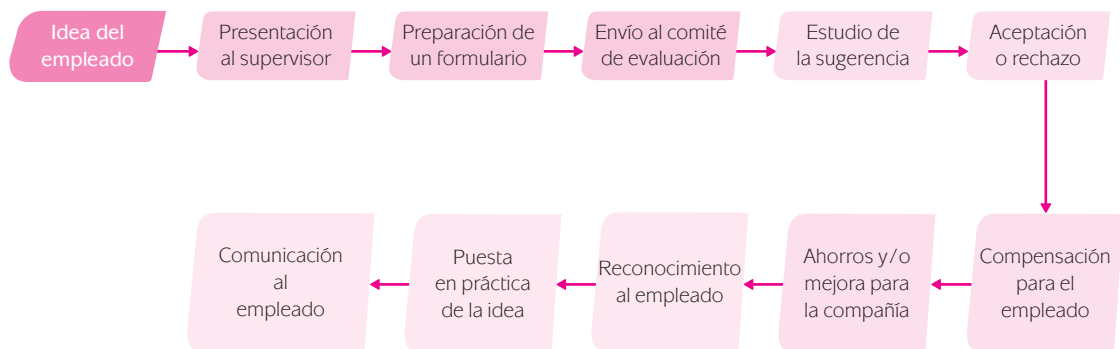 Idea del
empleado
Presentación
al supervisor
Preparación de
un formulario
Envío al comité
de evaluación
Estudio de
la sugerencia
Aceptación
o rechazo
Compensación
para el
empleado
Ahorros y/o
mejora para
la compañía
Reconocimiento
al empleado
Puesta
en práctica
de la idea
Comunicación
al
empleado